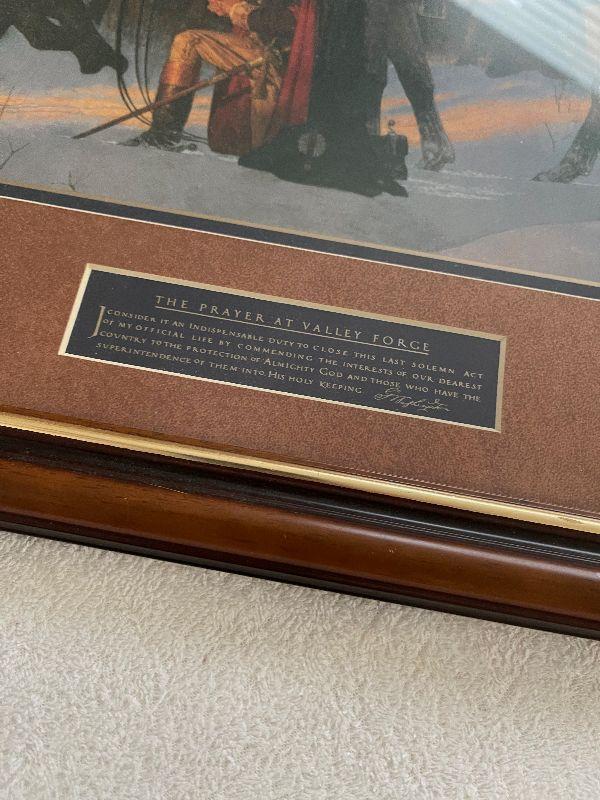 THE PRAYER AT VALLEY FORGE
I CONSIDER IT AN INDISPENSABLE DUTY TO CLOSE THIS LAST SOLEMN ACT
OF MY OFFICIAL LIFE BY COMMENDING THE INTERESTS OF OUR DEAREST
COUNTRY TO THE PROTECTION OF ALMIGHTY GOD AND THOSE WHO HAVE THE
SUPERINTENDENCE OF THEM INTO HIS HOLY KEEPING.
G Washington